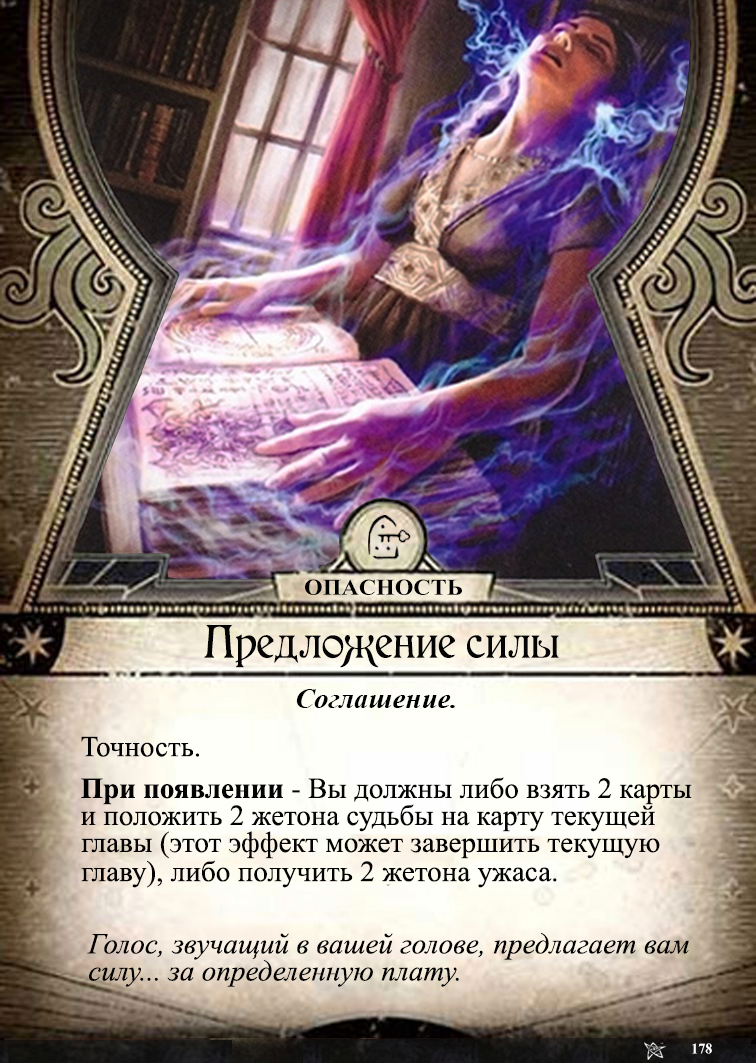 ОПАСНОСТЬ
Предложение силы
Соглашение.
Точность.
При появлении - Вы должны либо взять 2 карты
и положить 2 жетона судьбы на карту текущей
главы (этот эффект может завершить текущую
главу), либо получить 2 жетона ужаса.
Голос, звучащий в вашей голове, предлагает вам
силу... за определенную плату.
178